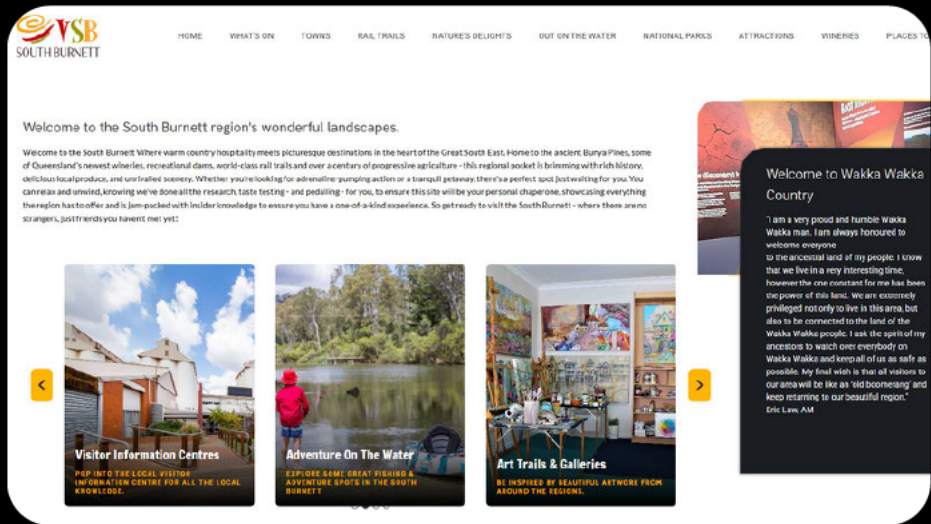 VSB
SOUTH BURNETT
HOME WHAT'S ON TOWNS RAIL TRAILS NATURE'S DELIGHTS OUT ON THE WATER NATIONAL PARKS ATTRACTIONS WINERIES PLACES TO
Welcome to the South Burnett region's wonderful landscapes.
Welcome to the South Burnett Where warm country hospitality meets picturesque destinations in the heart of the Great South East. Home to the ancient Bunya Pines, some
of Queensland's newest wineries, recreational dams, world-class rail trails and over a century of progressive agriculture - this regional pocket is brimming with rich history,
delicious local produce, and unrivalled scenery. Whether you're looking for adrenaline-pumping action or a tranquil getaway, there's a perfect spot just waiting for you. You
can relax and unwind, knowing we've done all the research, taste testing - and pedalling - for you, to ensure this site will be your personal chaperone, showcasing everything
the region has to offer and is jam-packed with insider knowledge to ensure you have a one-of-a-kind experience. So get ready to visit the South Burnett - where there are no
strangers, just friends you haven't met yet!
Welcome to Wakka Wakka
Country
"I am a very proud and humble Wakka
Wakka man. I am always honoured to
welcome everyone
to the ancestral land of my people. I know
that we live in a very interesting time,
however the one constant for me has been
the power of this land. We are extremely
privileged not only to live in this area, but
also to be connected to the land of the
Wakka Wakka people. I ask the spirit of my
ancestors to watch over everybody on
Wakka Wakka and keep all of us as safe as
possible. My final wish is that all visitors to
our area will be like an 'old boomerang' and
keep returning to our beautiful region."
Eric Law, AM
Visitor Information Centres
POP INTO THE LOCAL VISITOR
INFORMATION CENTRE FOR ALL THE LOCAL
KNOWLEDGE.
Adventure On The Water
EXPLORE SOME GREAT FISHING &
ADVENTURE SPOTS IN THE SOUTH
BURNETT
Art Trails & Galleries
BE INSPIRED BY BEAUTIFUL ARTWORK FROM
AROUND THE REGIONS.